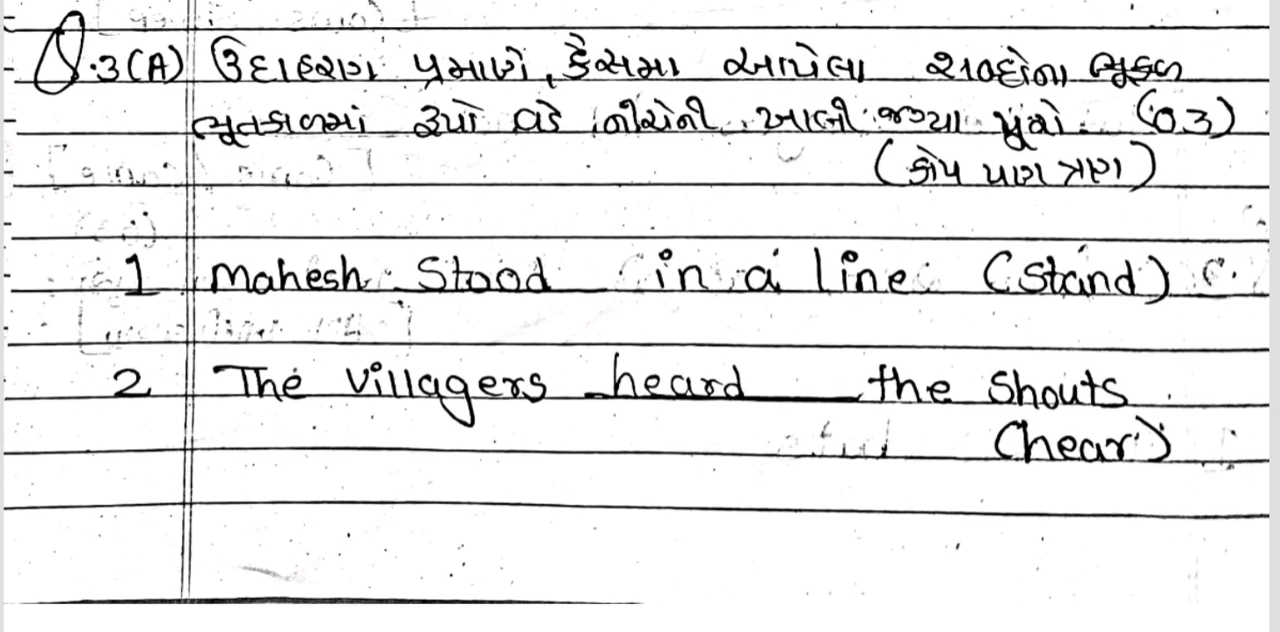 Q.3(A) ઉદાહરણ પ્રમાણે, કૌસમા આપેલા શબ્દોના
ભુતકાળમાં રૂપો વડે નીચેની ખાલી જગ્યા પુરો. (03)
(કોય પણ ત્રણ)
1 Mahesh Stood in a line (Stand)
2 The villagers heard the Shouts
(hear)